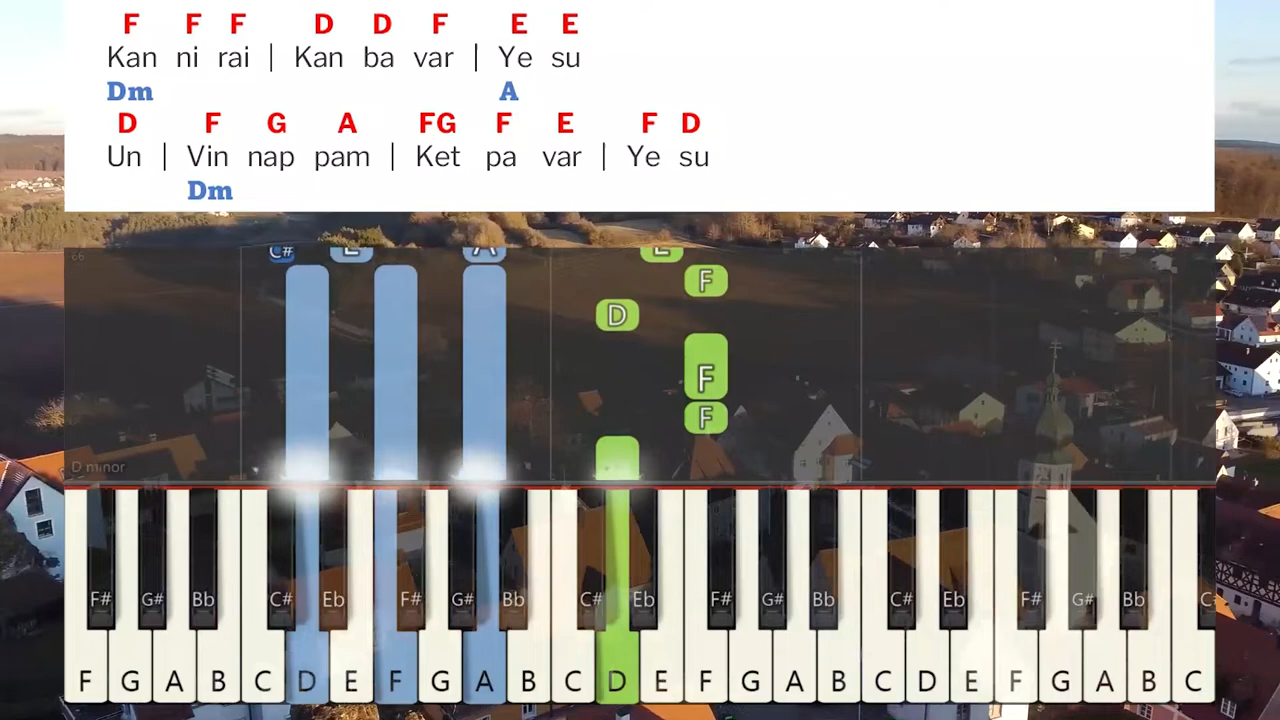 F F F D D F E E
Kan ni rai | Kan ba var | Ye su
Dm A
D F G A FG F E F D
Un | Vin nap pam | Ket pa var | Ye su
Dm
66
C# E A E
F
D
F
F
D minor
F# G# Bb C# Eb F# G# Bb C# Eb F# G# Bb C# Eb F# G# Bb C
F G A B C D E F G A B C D E F G A B C D E F G A B C